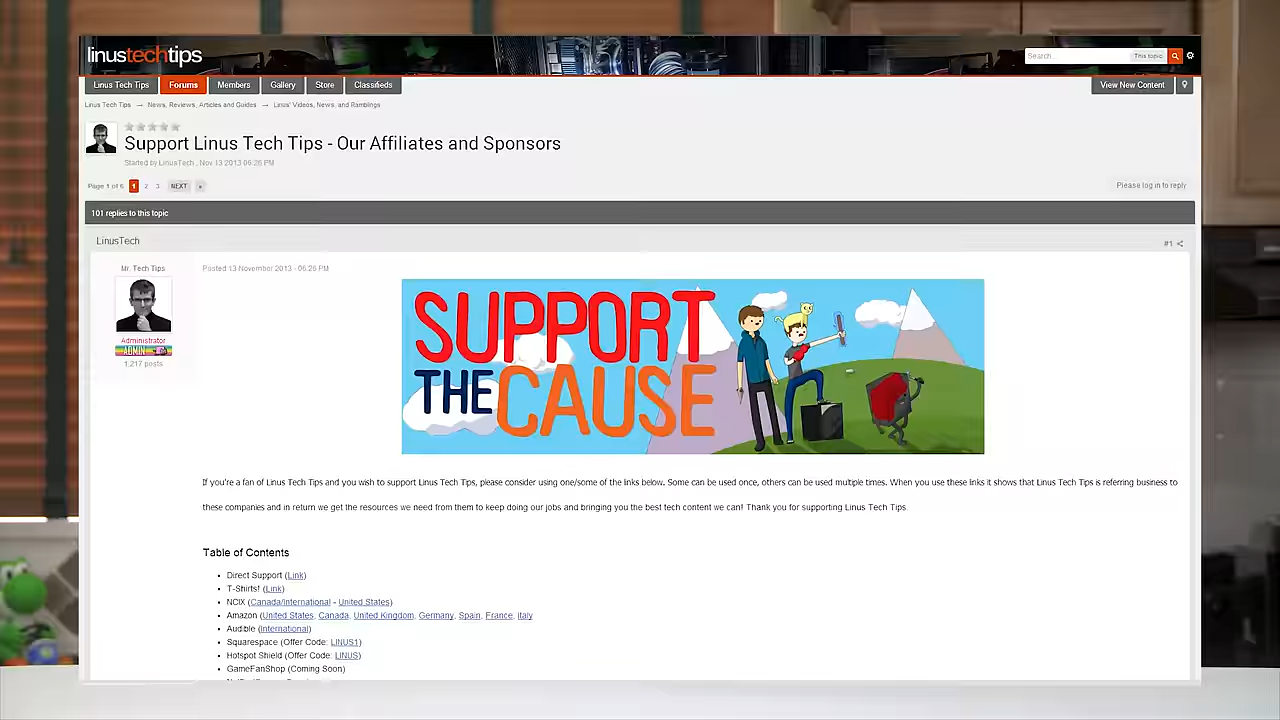 linustechtips
Search...
This topic
Linus Tech Tips
Forums
Members
Gallery
Store
Classifieds
View New Content
Linus Tech Tips → News, Reviews, Articles and Guides → Linus' Videos, News, and Ramblings
Support Linus Tech Tips - Our Affiliates and Sponsors
Started by LinusTech , Nov 13 2013 06:26 PM
Page 1 of 6 1 2 3 NEXT »
Please log in to reply
101 replies to this topic
LinusTech
#1
Mr. Tech Tips
Posted 13 November 2013 - 06:26 PM
Administrator
ADMIN
1,217 posts
SUPPORT
THE CAUSE
If you're a fan of Linus Tech Tips and you wish to support Linus Tech Tips, please consider using one/some of the links below. Some can be used once, others can be used multiple times. When you use these links it shows that Linus Tech Tips is referring business to
these companies and in return we get the resources we need from them to keep doing our jobs and bringing you the best tech content we can! Thank you for supporting Linus Tech Tips.
Table of Contents
• Direct Support (Link)
• T-Shirts! (Link)
• NCIX (Canada/International - United States)
• Amazon (United States, Canada, United Kingdom, Germany, Spain, France, Italy
• Audible (International)
• Squarespace (Offer Code: LINUS1)
• Hotspot Shield (Offer Code: LINUS)
• GameFanShop (Coming Soon)